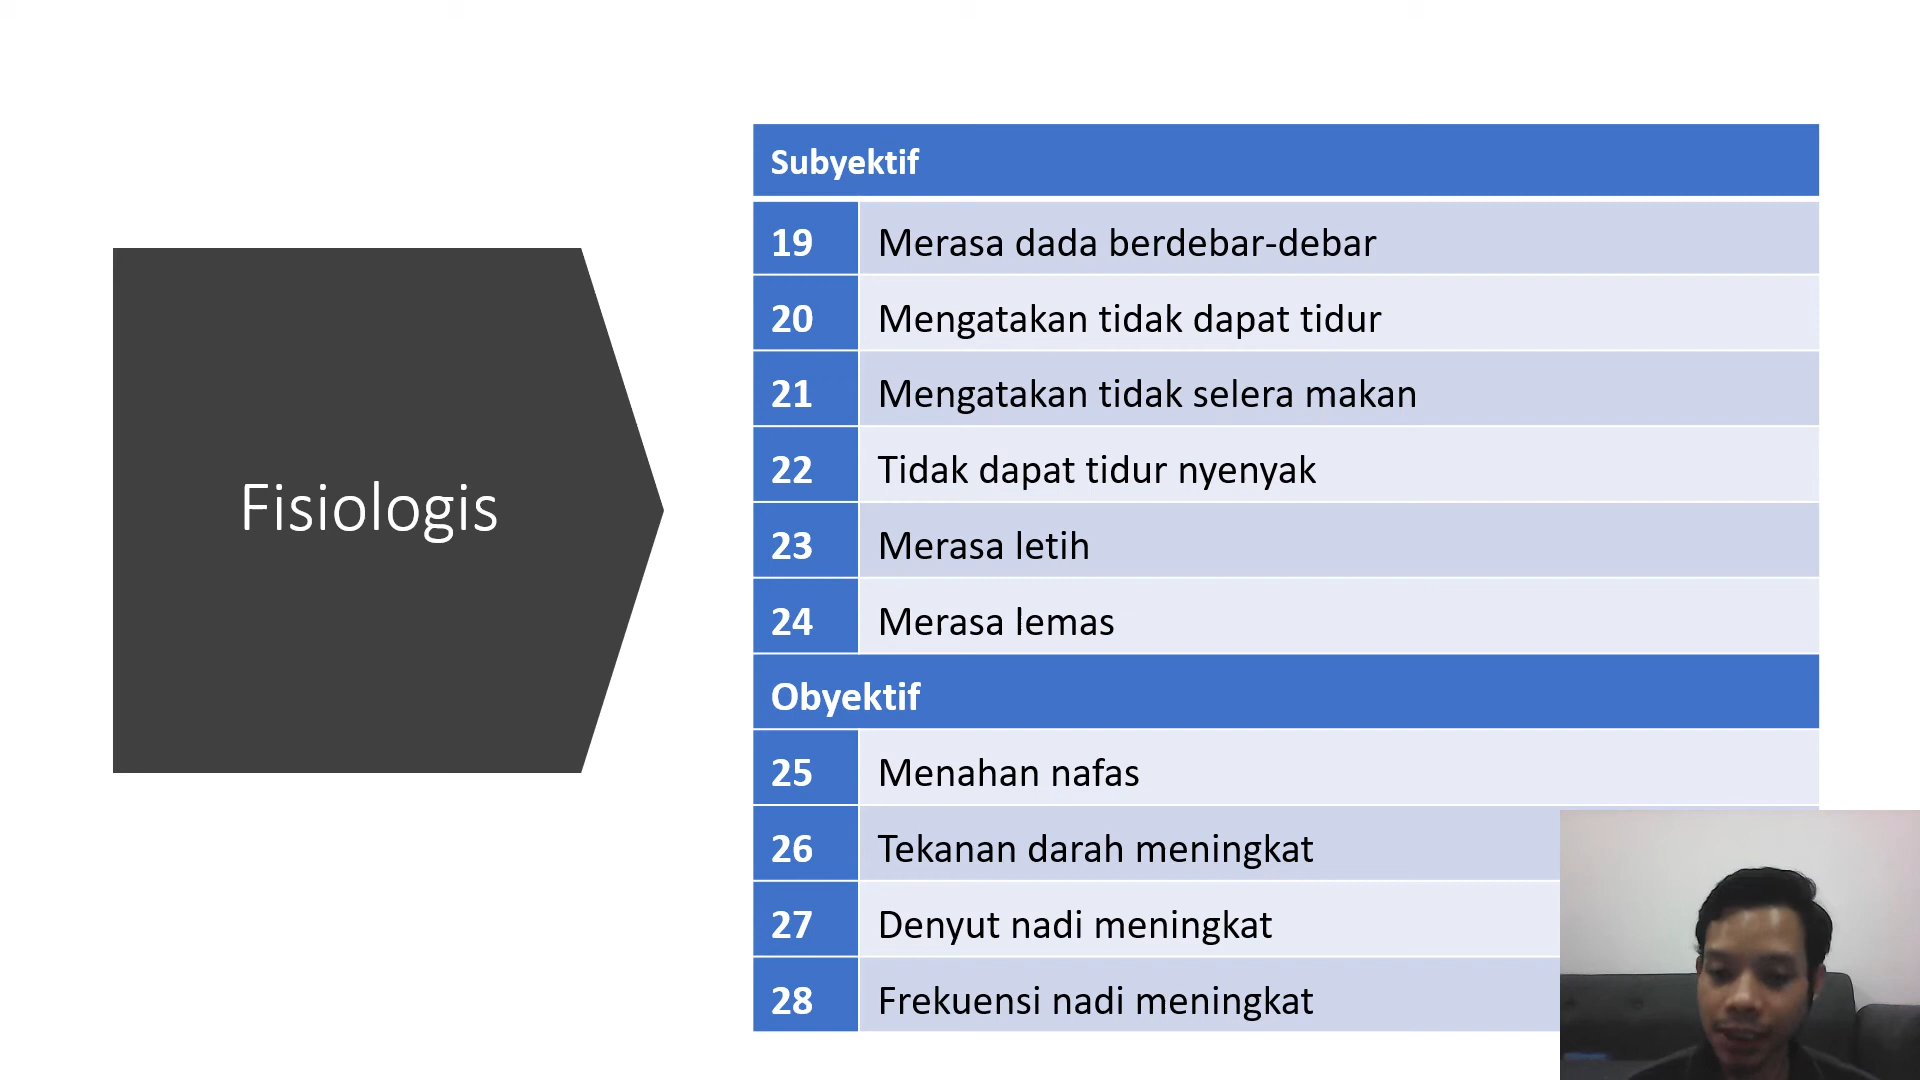 Fisiologis
Subyektif
19 Merasa dada berdebar-debar
20 Mengatakan tidak dapat tidur
21 Mengatakan tidak selera makan
22 Tidak dapat tidur nyenyak
23 Merasa letih
24 Merasa lemas
Obyektif
25 Menahan nafas
26 Tekanan darah meningkat
27 Denyut nadi meningkat
28 Frekuensi nadi meningkat